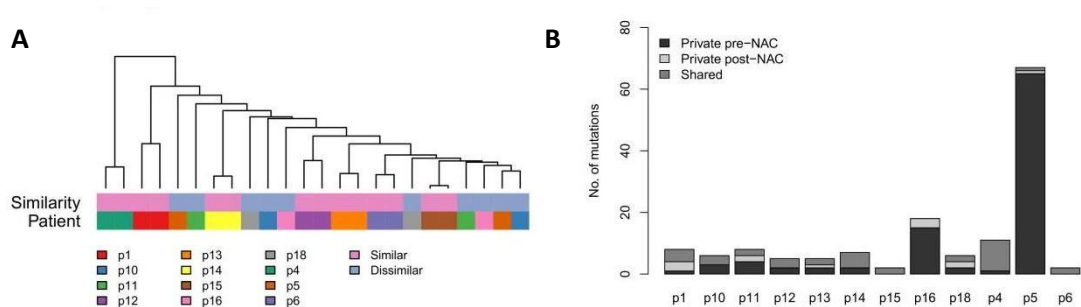 A
Similarity
Patient
p1 p13 p18 Similar
p10 p14 p4 Dissimilar
p11 p15 p5
p12 p16 p6
B
80
60
40
20
0
No. of mutations
Private pre−NAC
Private post−NAC
Shared
p1 p10 p11 p12 p13 p14 p15 p16 p18 p4 p5 p6